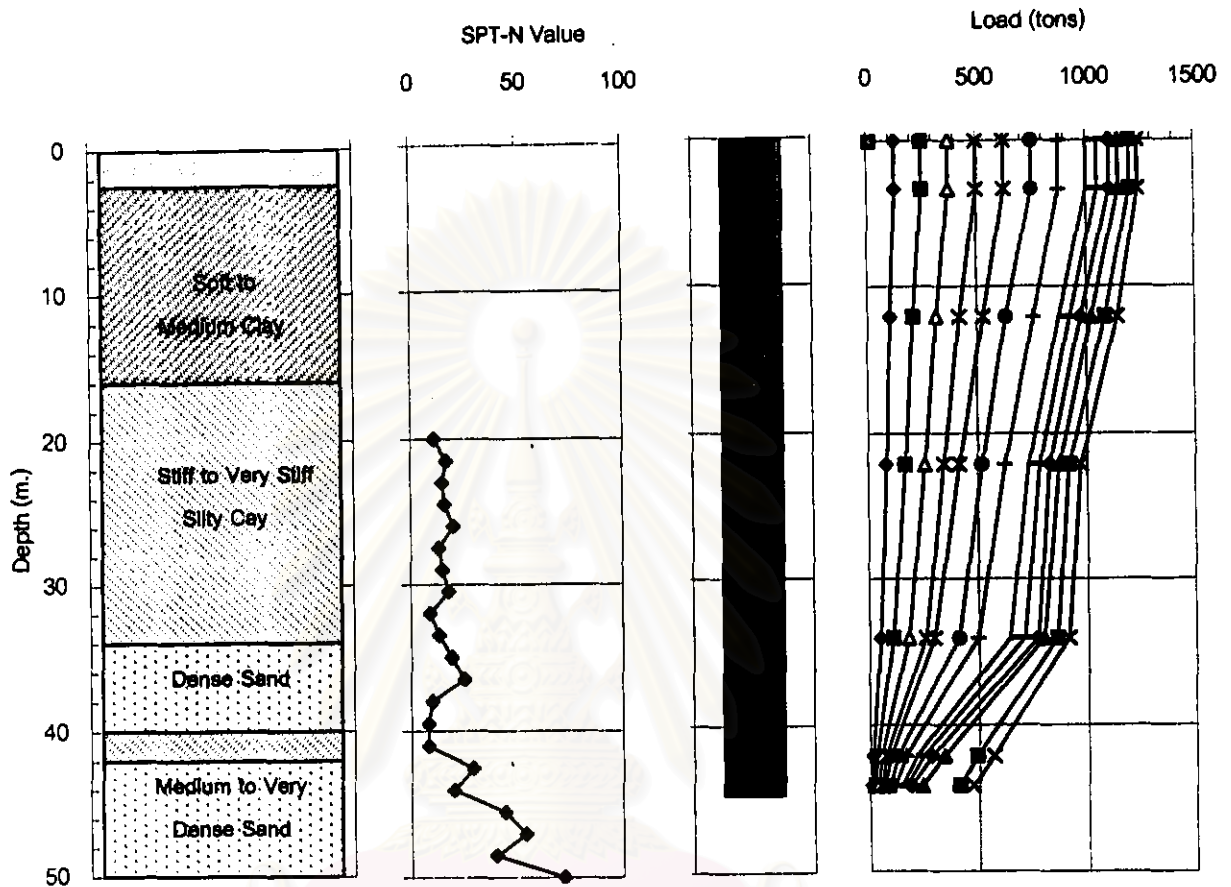 SPT-N Value
Load (tons)
0 50 100
0 500 1000 1500
Depth (m.)
0
10
20
30
40
50
Soft to
Medium Clay
Stiff to Very Stiff
Silty Cay
Dense Sand
Medium to Very
Dense Sand